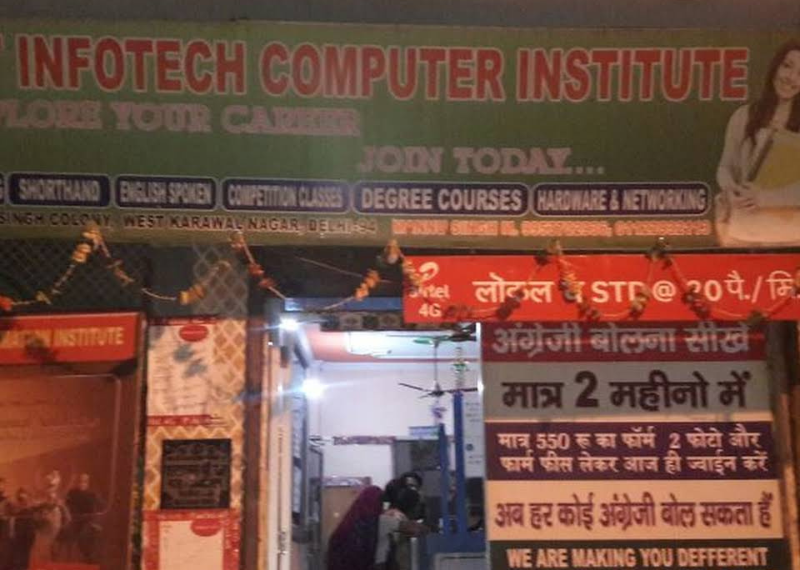 INFOTECH COMPUTER INSTITUTE
EXPLORE YOUR CAREER
JOIN TODAY....
SHORTHAND ENGLISH SPOKEN COMPETITION CLASSES DEGREE COURSES HARDWARE & NETWORKING
SINGH COLONY, WEST KARAWAL NAGAR, DELHI-94
airtel
4G
लोकल व STD @ 20 पै./मि
INSTITUTE
अंग्रेजी बोलना सीखें
मात्र 2 महीनो में
मात्र 550 रू का फॉर्म 2 फोटो और
फार्म फीस लेकर आज ही ज्वाईन करें
अब हर कोई अंग्रेजी बोल सकता हैं
WE ARE MAKING YOU DEFFERENT